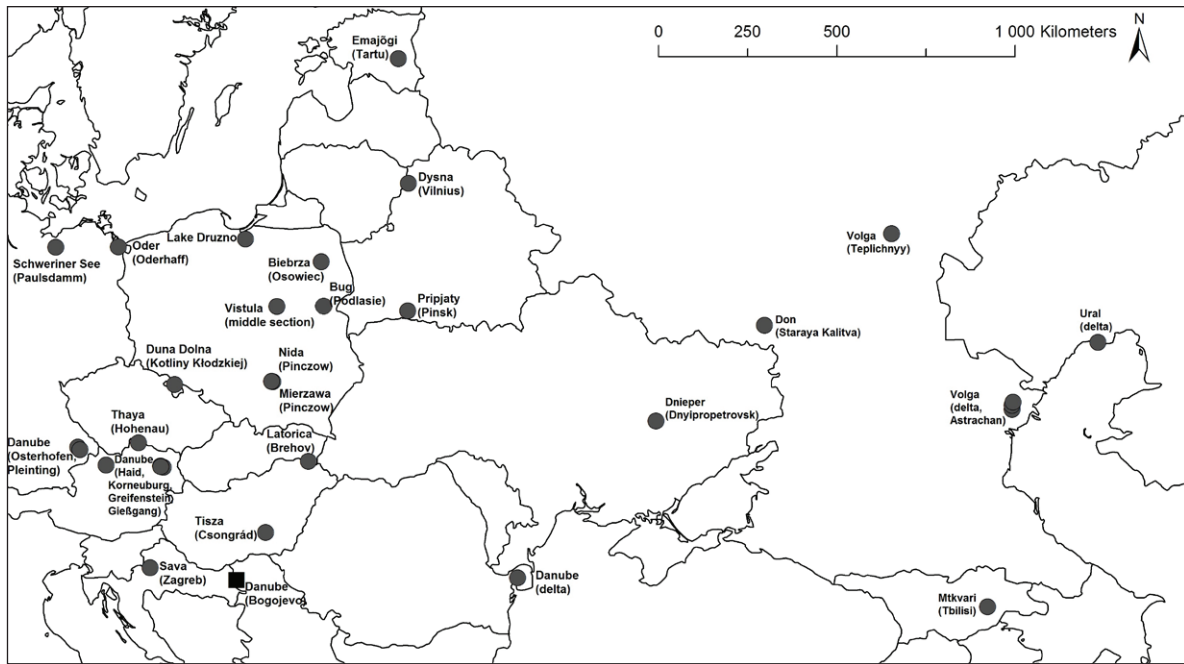 Emajõgi
(Tartu)
0 250 500 1 000 Kilometers
N
Dysna
(Vilnius)
Lake Druzno
Oder
(Oderhaff)
Schweriner See
(Paulsdamm)
Volga
(Teplichnyy)
Biebrza
(Osowiec)
Bug
(Podlasie)
Vistula
(middle section)
Pripjaty
(Pinsk)
Don
(Staraya Kalitva)
Ural
(delta)
Duna Dolna
(Kotliny Kłodzkiej)
Nida
(Pinczow)
Mierzawa
(Pinczow)
Dnieper
(Dnyipropetrovsk)
Volga
(delta,
Astrachan)
Thaya
(Hohenau)
Latorica
(Brehov)
Danube
(Osterhofen,
Pleinting)
Danube
(Haid,
Korneuburg,
Greifenstein,
Gießgang)
Tisza
(Csongrád)
Sava
(Zagreb)
Danube
(Bogojevo)
Danube
(delta)
Mtkvari
(Tbilisi)